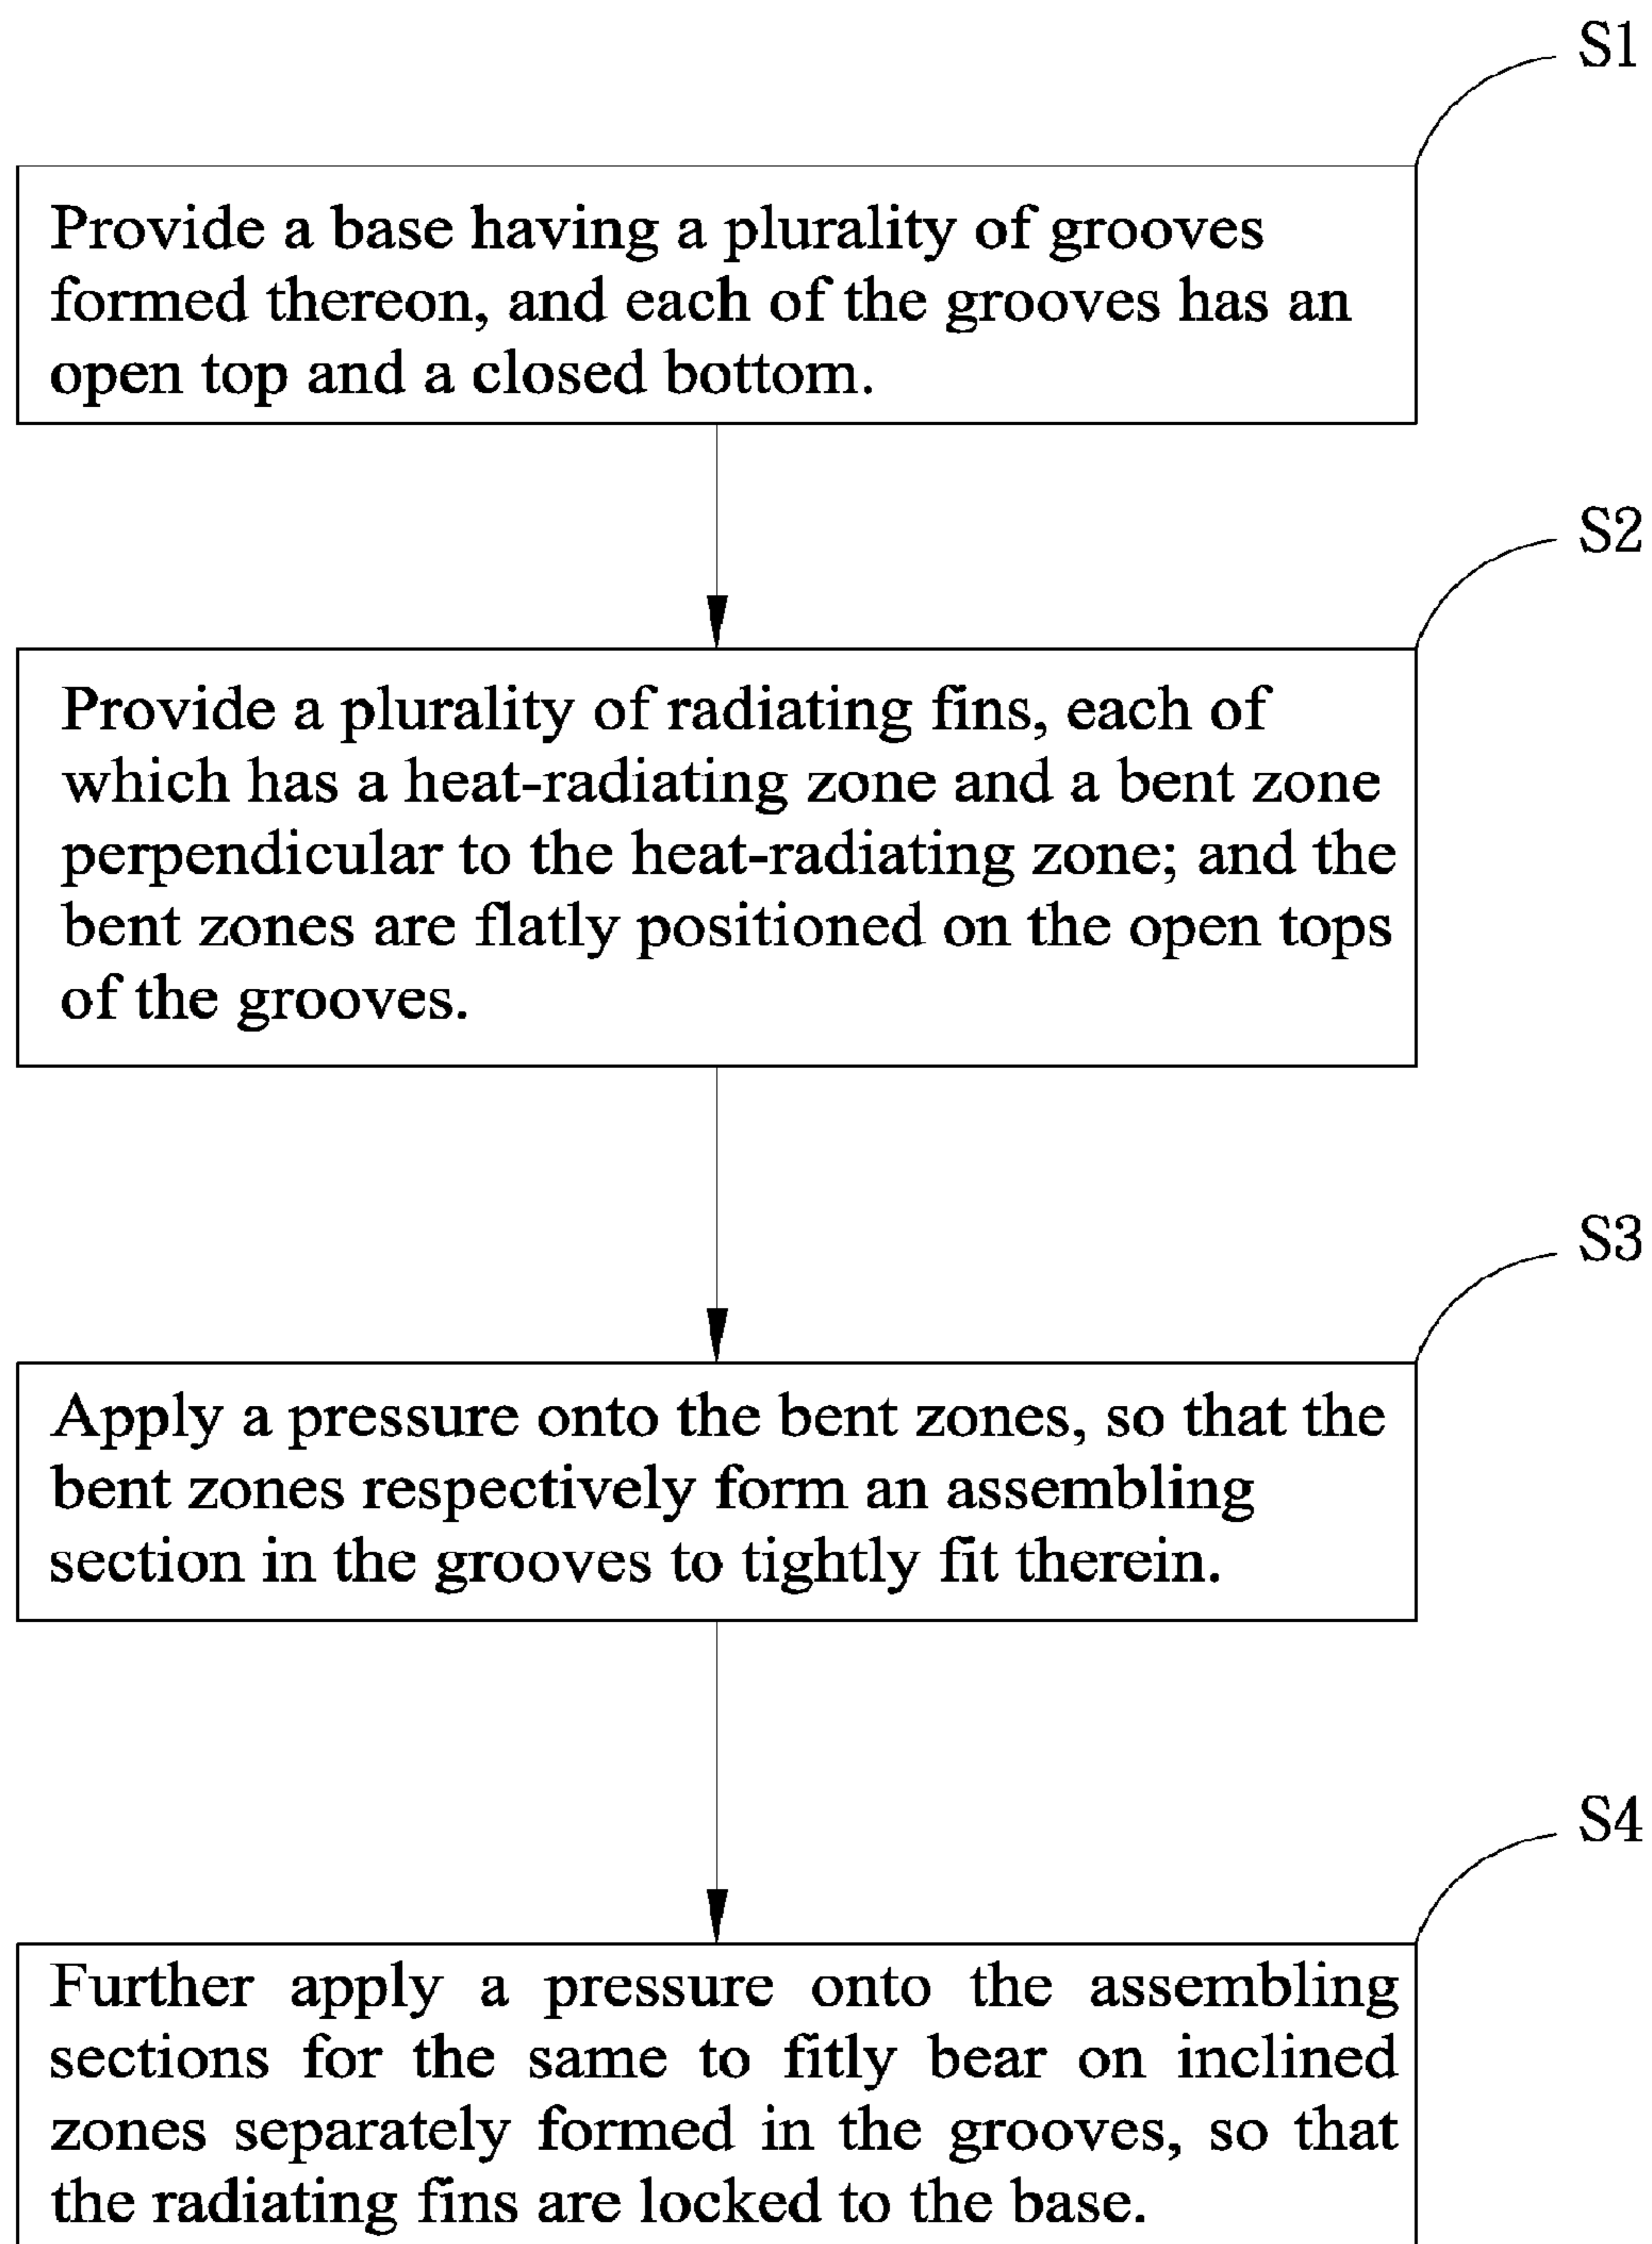 S1
Provide a base having a plurality of grooves
formed thereon, and each of the grooves has an
open top and a closed bottom.
S2
Provide a plurality of radiating fins, each of
which has a heat-radiating zone and a bent zone
perpendicular to the heat-radiating zone; and the
bent zones are flatly positioned on the open tops
of the grooves.
S3
Apply a pressure onto the bent zones, so that the
bent zones respectively form an assembling
section in the grooves to tightly fit therein.
S4
Further apply a pressure onto the assembling
sections for the same to fitly bear on inclined
zones separately formed in the grooves, so that
the radiating fins are locked to the base.